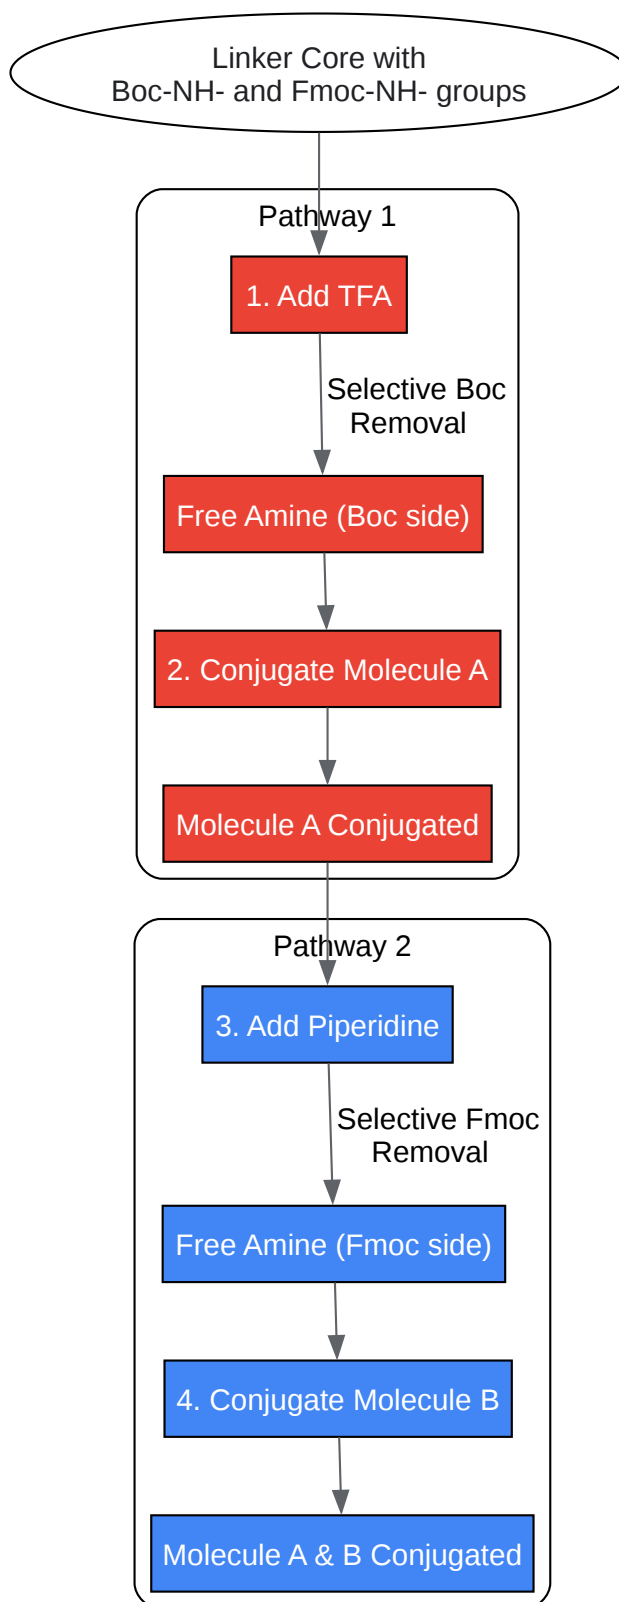 Linker Core with
Boc-NH- and Fmoc-NH- groups
Pathway 1
1. Add TFA
Selective Boc
Removal
Free Amine (Boc side)
2. Conjugate Molecule A
Molecule A Conjugated
Pathway 2
3. Add Piperidine
Selective Fmoc
Removal
Free Amine (Fmoc side)
4. Conjugate Molecule B
Molecule A & B Conjugated